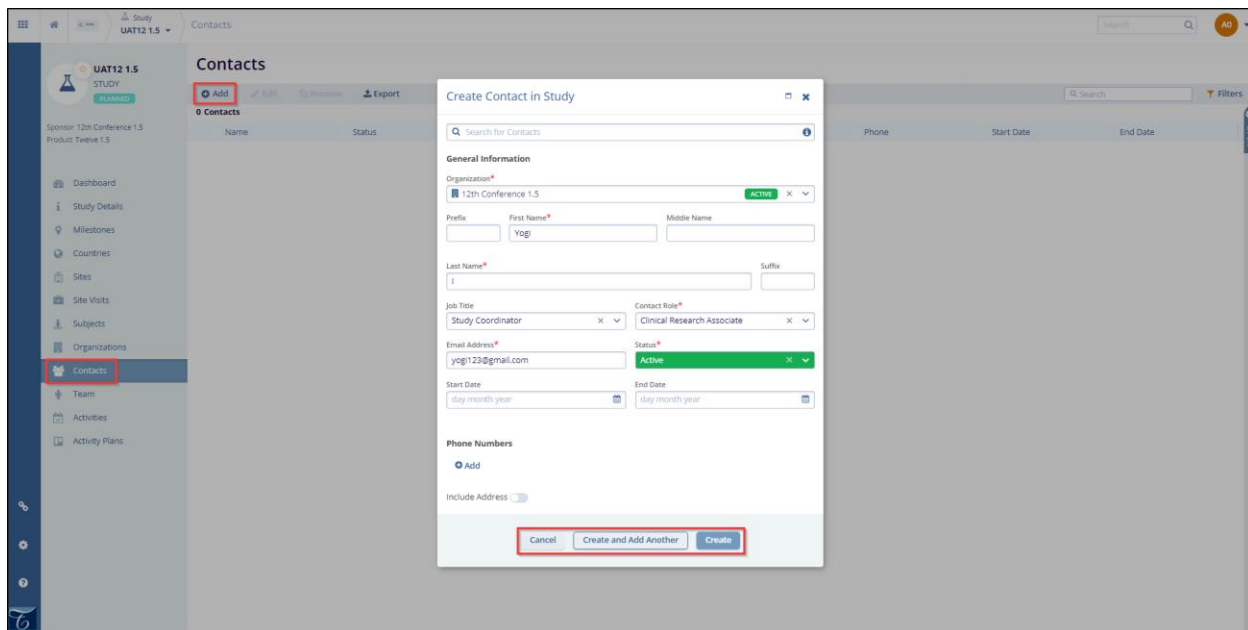 Study
UAT12 1.5
Contacts
Search
AO
UAT12 1.5
STUDY
PLANNED
Sponsor: 12th Conference 1.5
Product: Twelve 1.5
Dashboard
Study Details
Milestones
Countries
Sites
Site Visits
Subjects
Organizations
Contacts
Team
Activities
Activity Plans
Contacts
Add Edit Remove Export
Search
Filters
0 Contacts
Name Status Phone Start Date End Date
Create Contact in Study
Search for Contacts
General Information
Organization*
12th Conference 1.5 ACTIVE
Prefix First Name* Middle Name
Yogi
Last Name* Suffix
I
Job Title Contact Role*
Study Coordinator Clinical Research Associate
Email Address* Status*
yogi123@gmail.com Active
Start Date End Date
day month year day month year
Phone Numbers
Add
Include Address
Cancel Create and Add Another Create